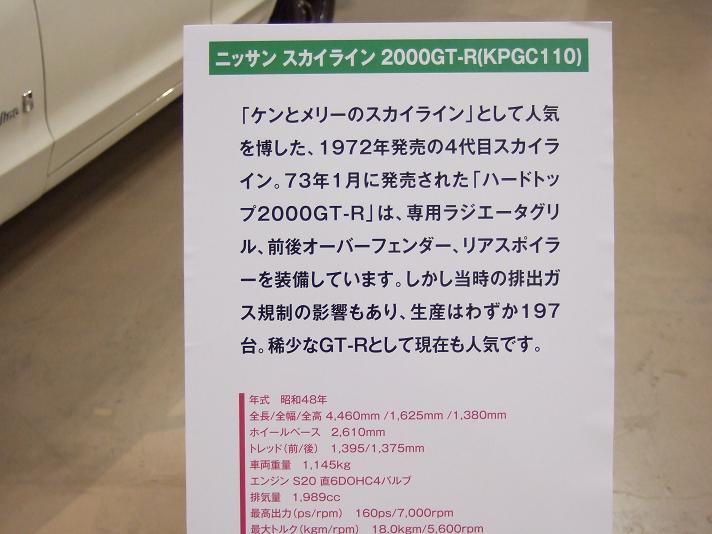 ニッサン スカイライン 2000GT-R(KPGC110)
「ケンとメリーのスカイライン」として人気
を博した、1972年発売の4代目スカイラ
イン。73年1月に発売された「ハードトッ
プ2000GT-R」は、専用ラジエータグリ
ル、前後オーバーフェンダー、リアスポイラ
ーを装備しています。しかし当時の排出ガ
ス規制の影響もあり、生産はわずか197
台。稀少なGT-Rとして現在も人気です。
年式 昭和48年
全長/全幅/全高 4,460mm /1,625mm /1,380mm
ホイールベース 2,610mm
トレッド(前/後) 1,395/1,375mm
車両重量 1,145kg
エンジン S20 直6DOHC4バルブ
排気量 1,989cc
最高出力(ps/rpm) 160ps/7,000rpm
最大トルク(kgm/rpm) 18.0kgm/5,600rpm